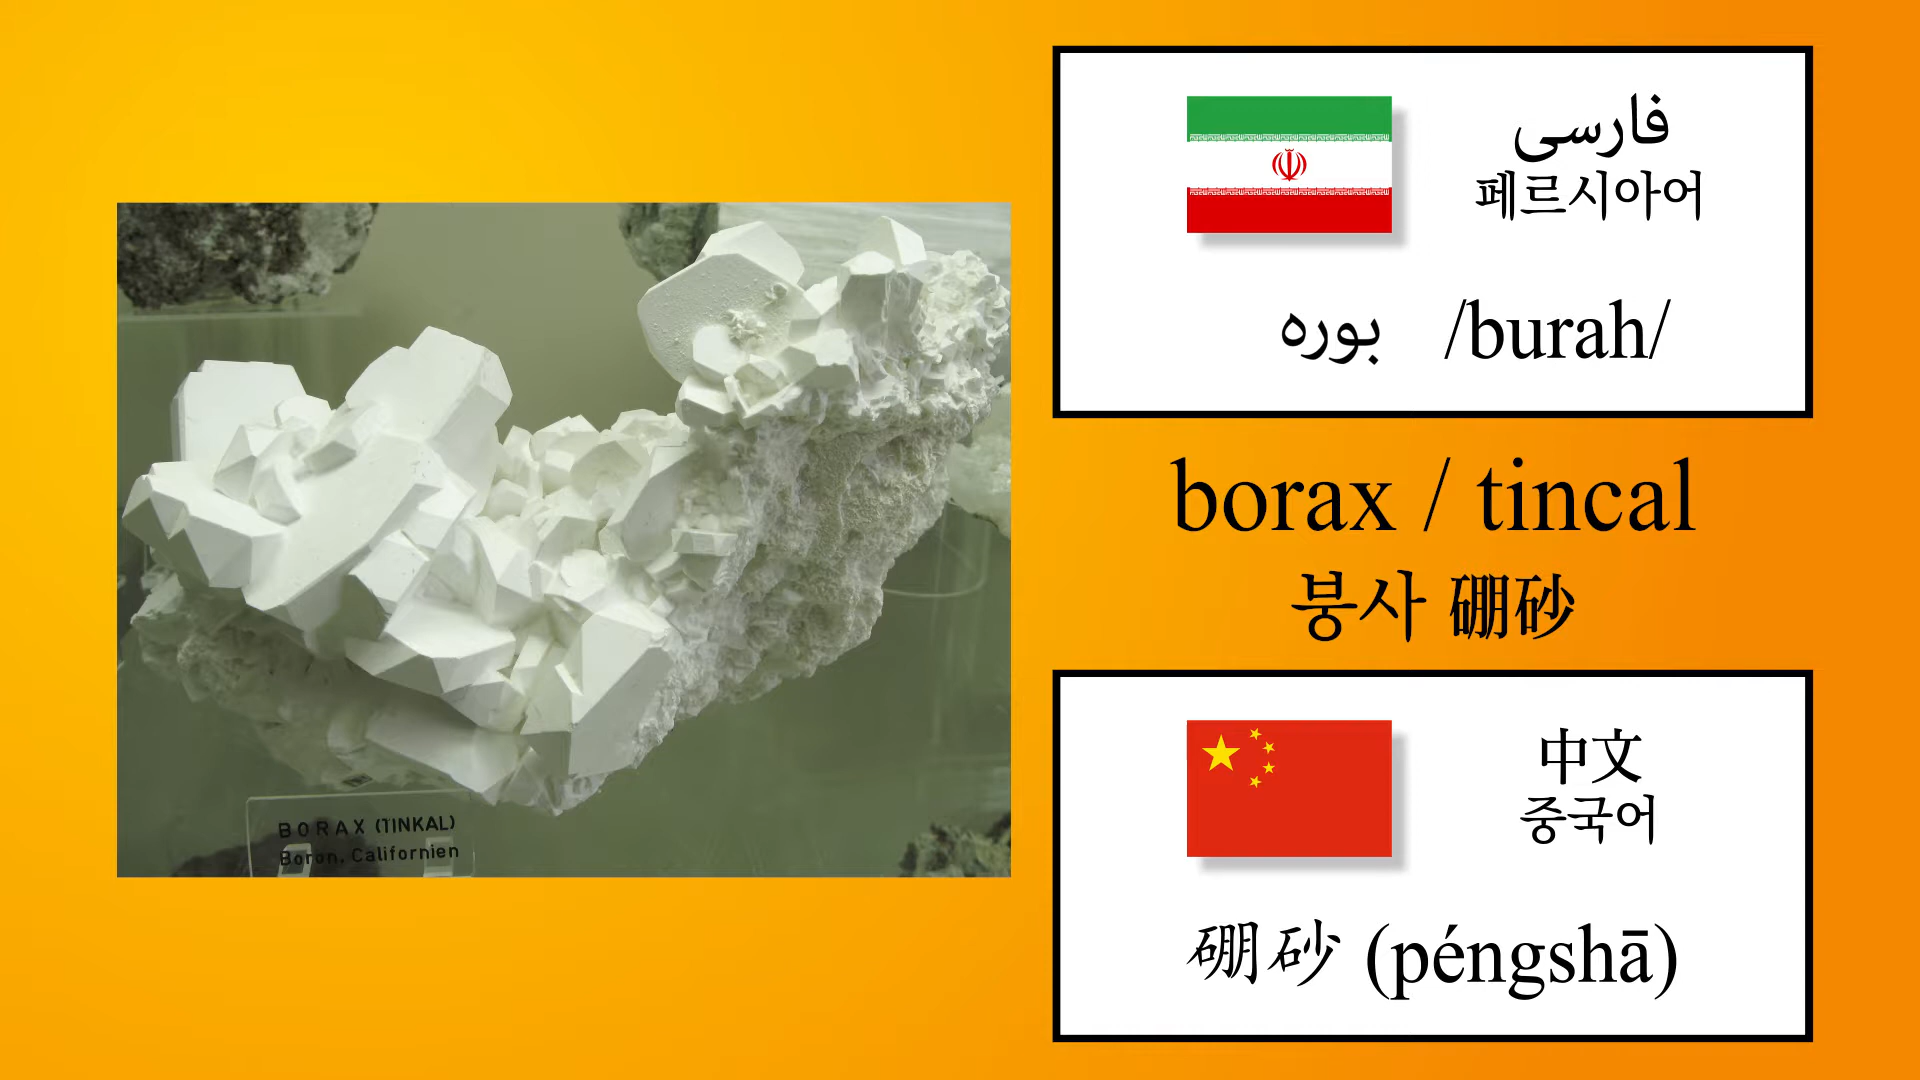 فارسی
페르시아어
بوره /burah/
borax / tincal
붕사 硼砂
中文
중국어
硼砂 (péngshā)
BORAX (TINKAL)
Boron, Californien